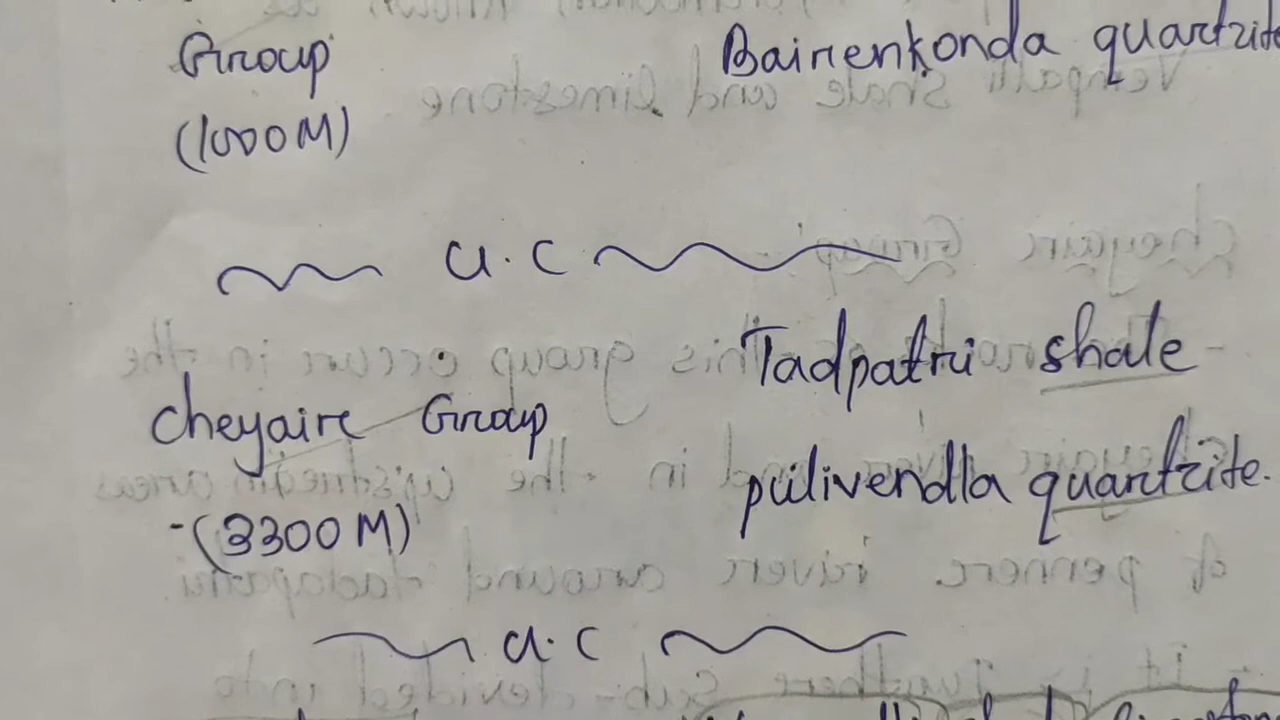 Group Bairenkonda quartzite
(1000M)
U.C
Tadpatri shale
Cheyaire Group
pulivendla quartzite.
-(3300M)
U.C